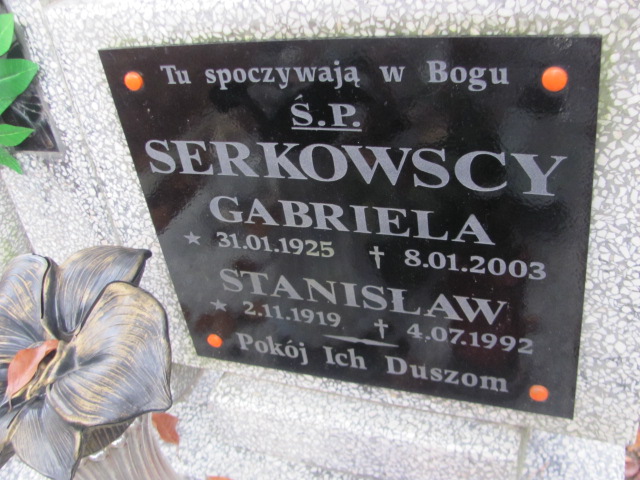 Tu spoczywają w Bogu
Ś.P.
SERKOWSCY
GABRIELA
★ 31.01.1925 † 8.01.2003
STANISŁAW
★ 2.11.1919 † 4.07.1992
Pokój Ich Duszom